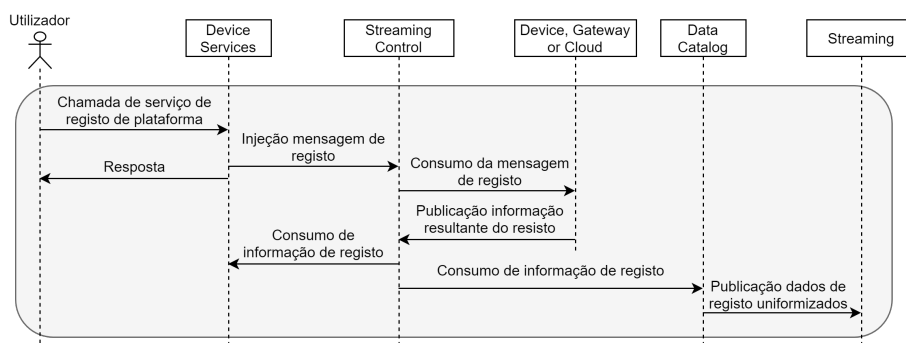 Utilizador
Device
Services
Streaming
Control
Device, Gateway
or Cloud
Data
Catalog
Streaming
Chamada de serviço de
registo de plataforma
Injeção mensagem de
registo
Resposta
Consumo da mensagem
de registo
Publicação informação
resultante do resisto
Consumo de
informação de registo
Consumo de informação de registo
Publicação dados de
registo uniformizados